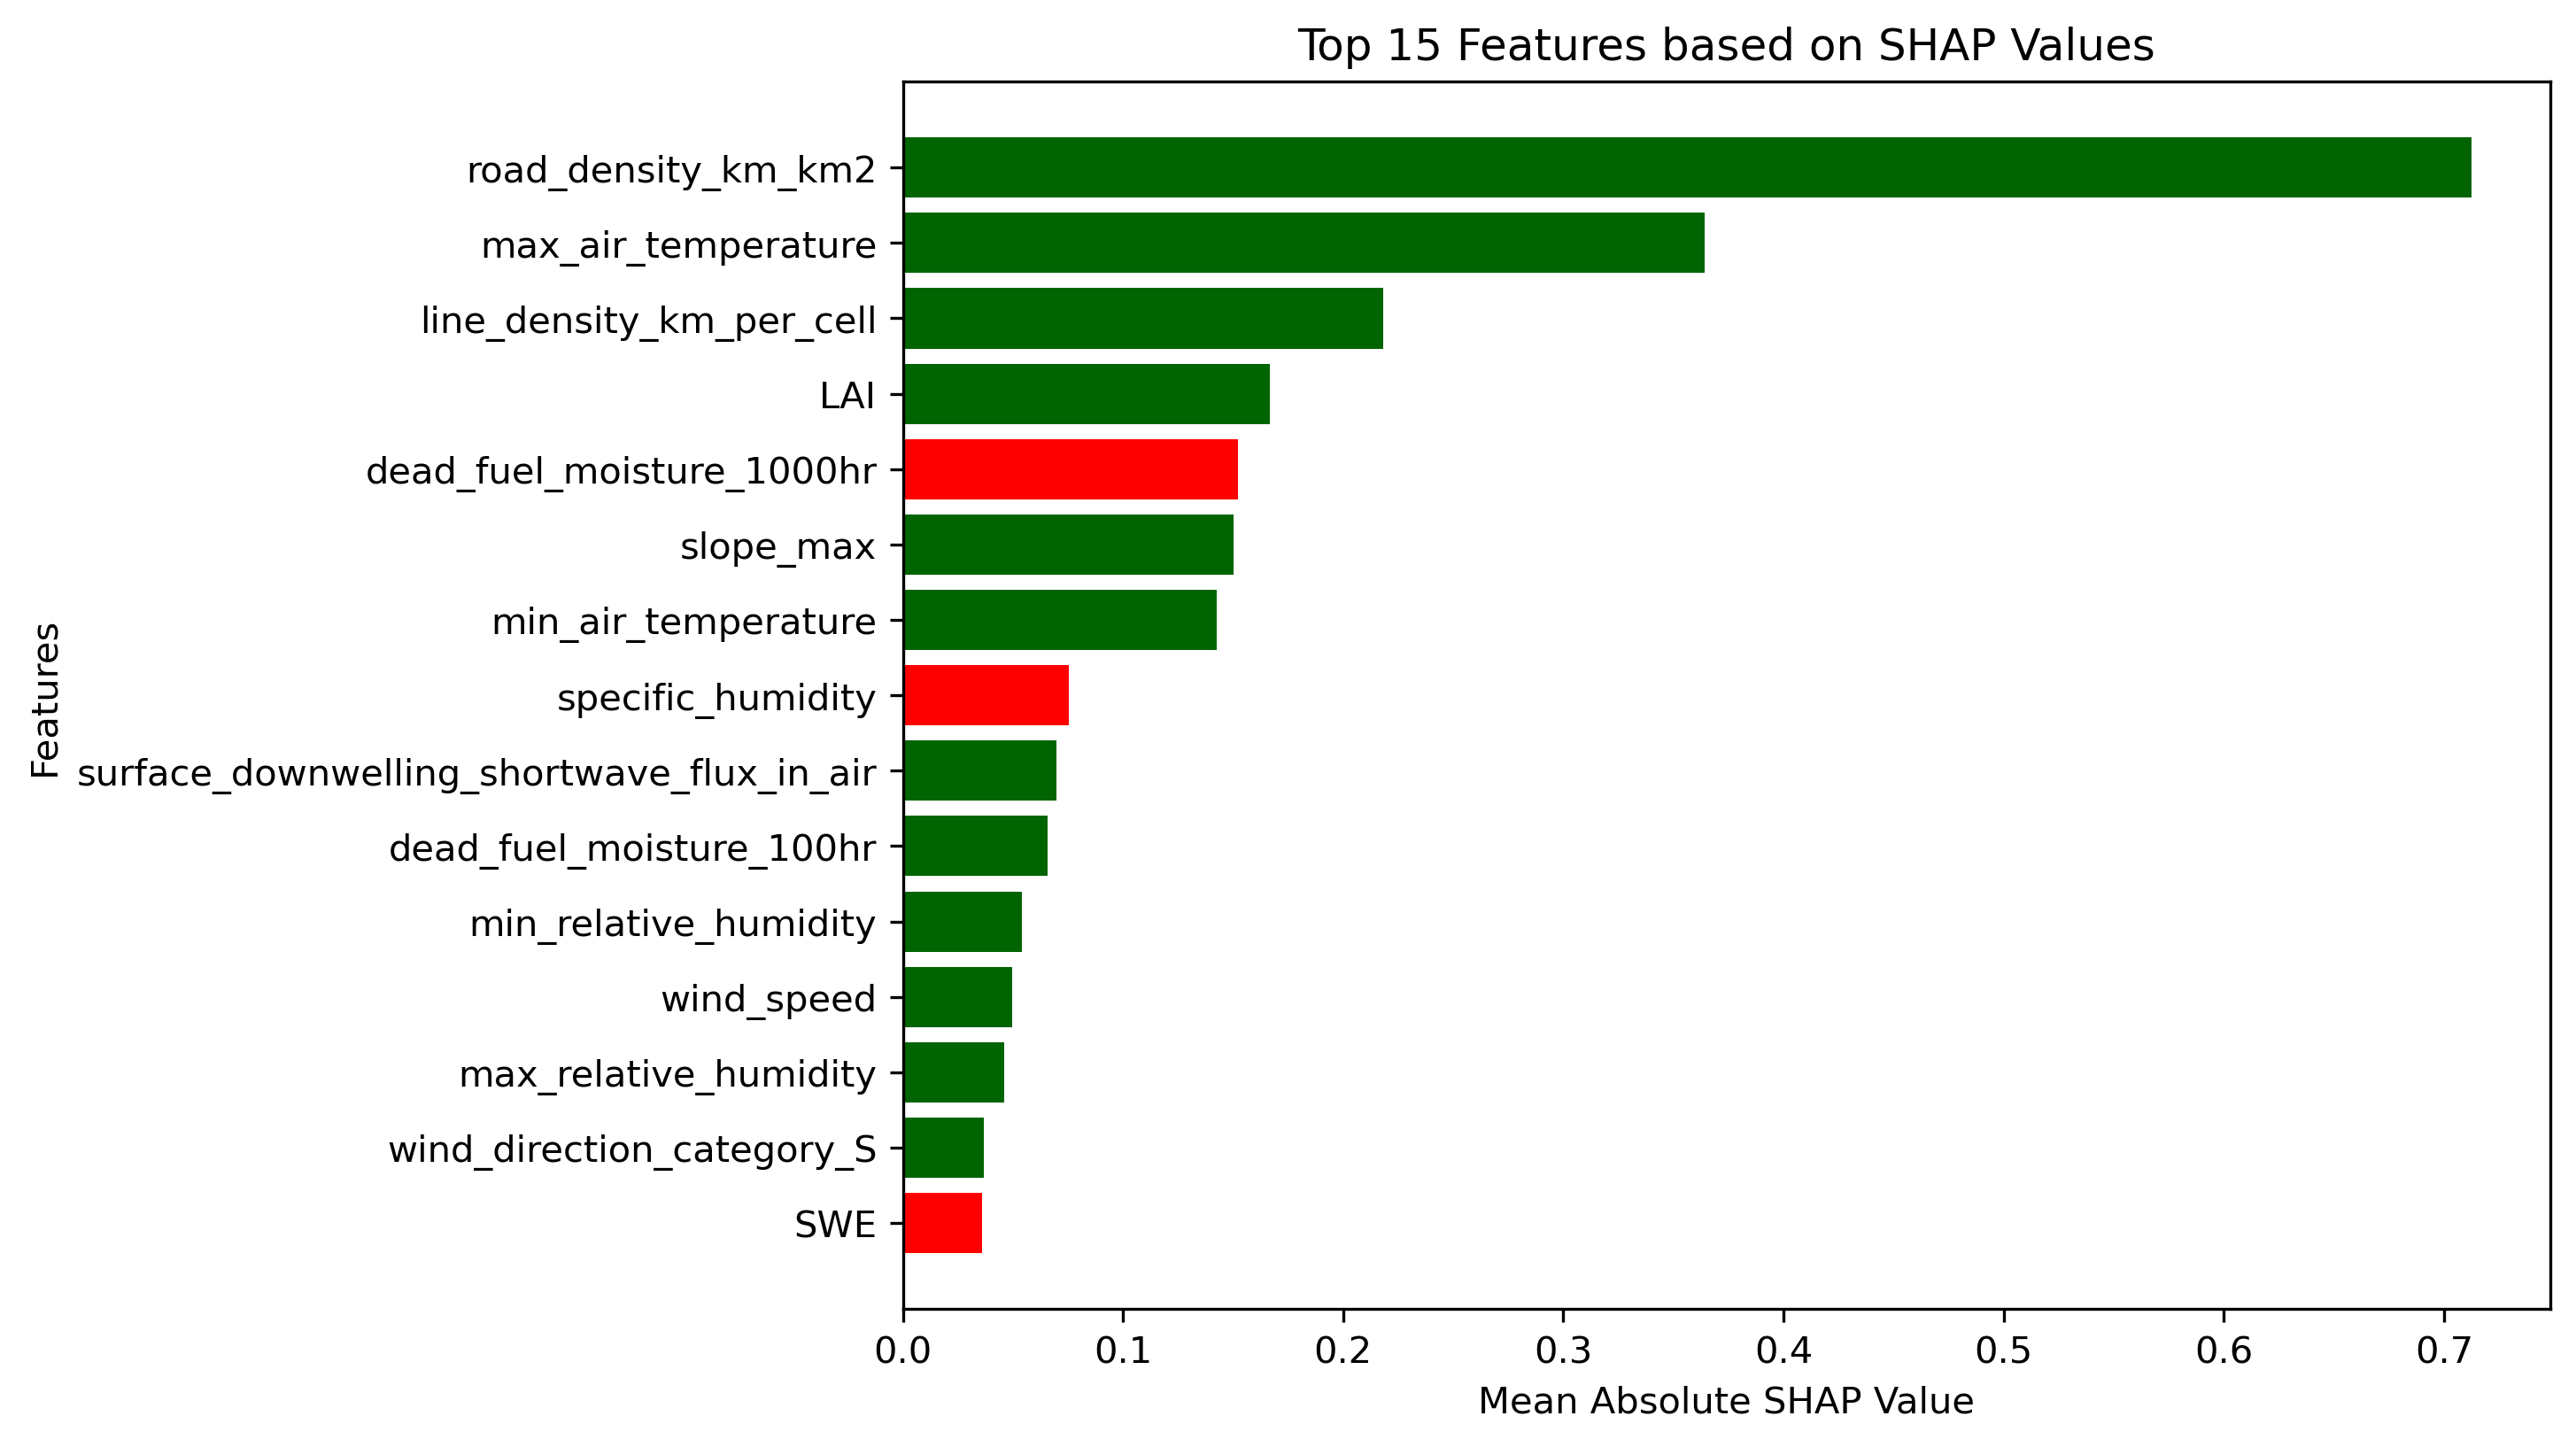 Top 15 Features based on SHAP Values
Features
road_density_km_km2
max_air_temperature
line_density_km_per_cell
LAI
dead_fuel_moisture_1000hr
slope_max
min_air_temperature
specific_humidity
surface_downwelling_shortwave_flux_in_air
dead_fuel_moisture_100hr
min_relative_humidity
wind_speed
max_relative_humidity
wind_direction_category_S
SWE
0.0 0.1 0.2 0.3 0.4 0.5 0.6 0.7
Mean Absolute SHAP Value